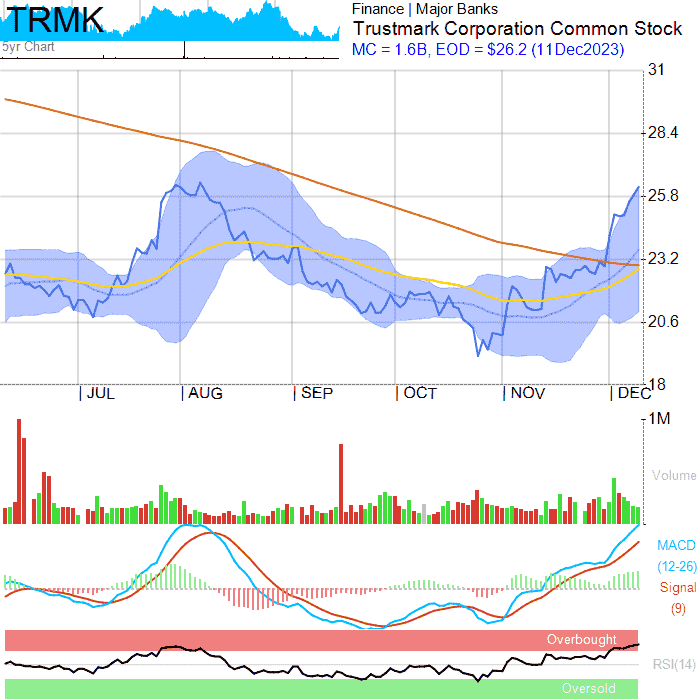 TRMK
5yr Chart
Finance | Major Banks
Trustmark Corporation Common Stock
MC = 1.6B, EOD = $26.2 (11Dec2023)
31
28.4
25.8
23.2
20.6
18
| JUL | AUG | SEP | OCT | NOV | DEC
1M
Volume
MACD
(12-26)
Signal
(9)
Overbought
RSI(14)
Oversold